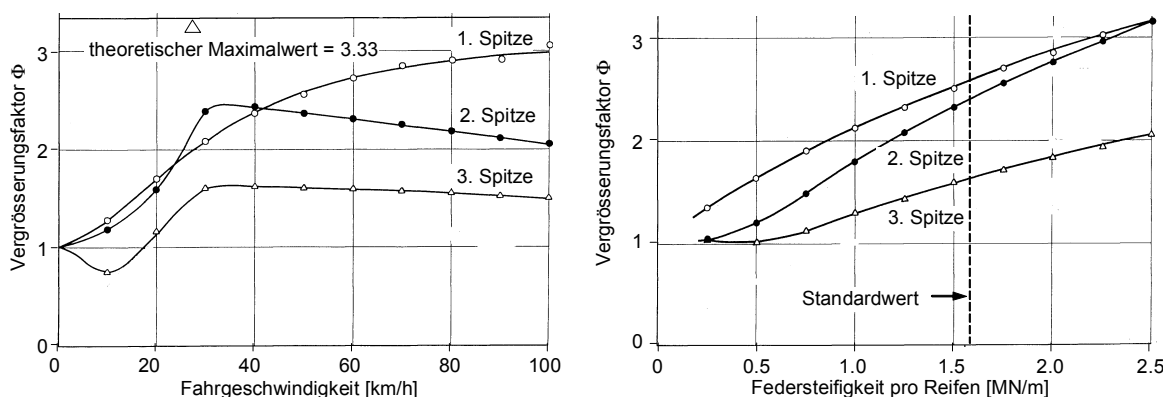 Vergrösserungsfaktor Φ
3
2
1
0
theoretischer Maximalwert = 3.33
1. Spitze
2. Spitze
3. Spitze
0
20
40
60
80
100
Fahrgeschwindigkeit [km/h]
Vergrösserungsfaktor Φ
3
2
1
0
1. Spitze
2. Spitze
3. Spitze
Standardwert
0
0.5
1.0
1.5
2.0
2.5
Federsteifigkeit pro Reifen [MN/m]